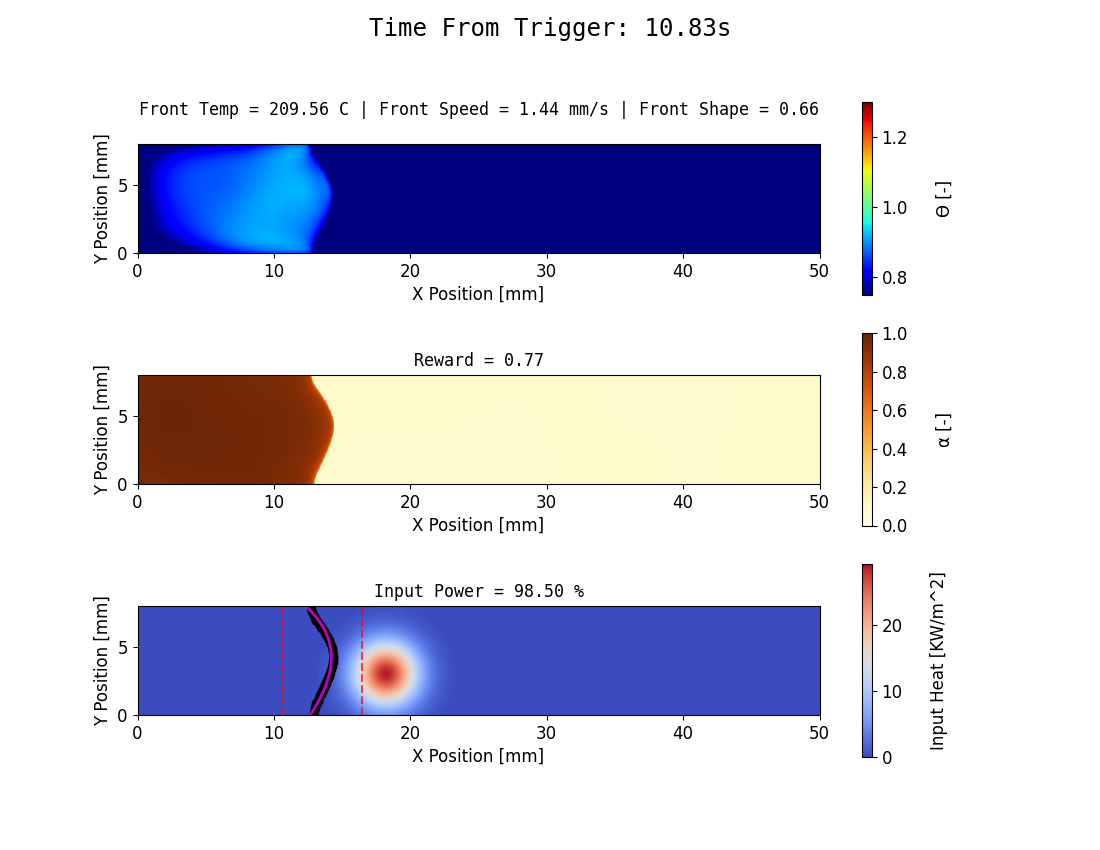 Time From Trigger: 10.83s
Front Temp = 209.56 C | Front Speed = 1.44 mm/s | Front Shape = 0.66
Y Position [mm]
5
0
0 10 20 30 40 50
X Position [mm]
1.2
1.0
0.8
Θ [-]
Reward = 0.77
Y Position [mm]
5
0
0 10 20 30 40 50
X Position [mm]
1.0
0.8
0.6
0.4
0.2
0.0
α [-]
Input Power = 98.50 %
Y Position [mm]
5
0
0 10 20 30 40 50
X Position [mm]
20
10
0
Input Heat [KW/m^2]